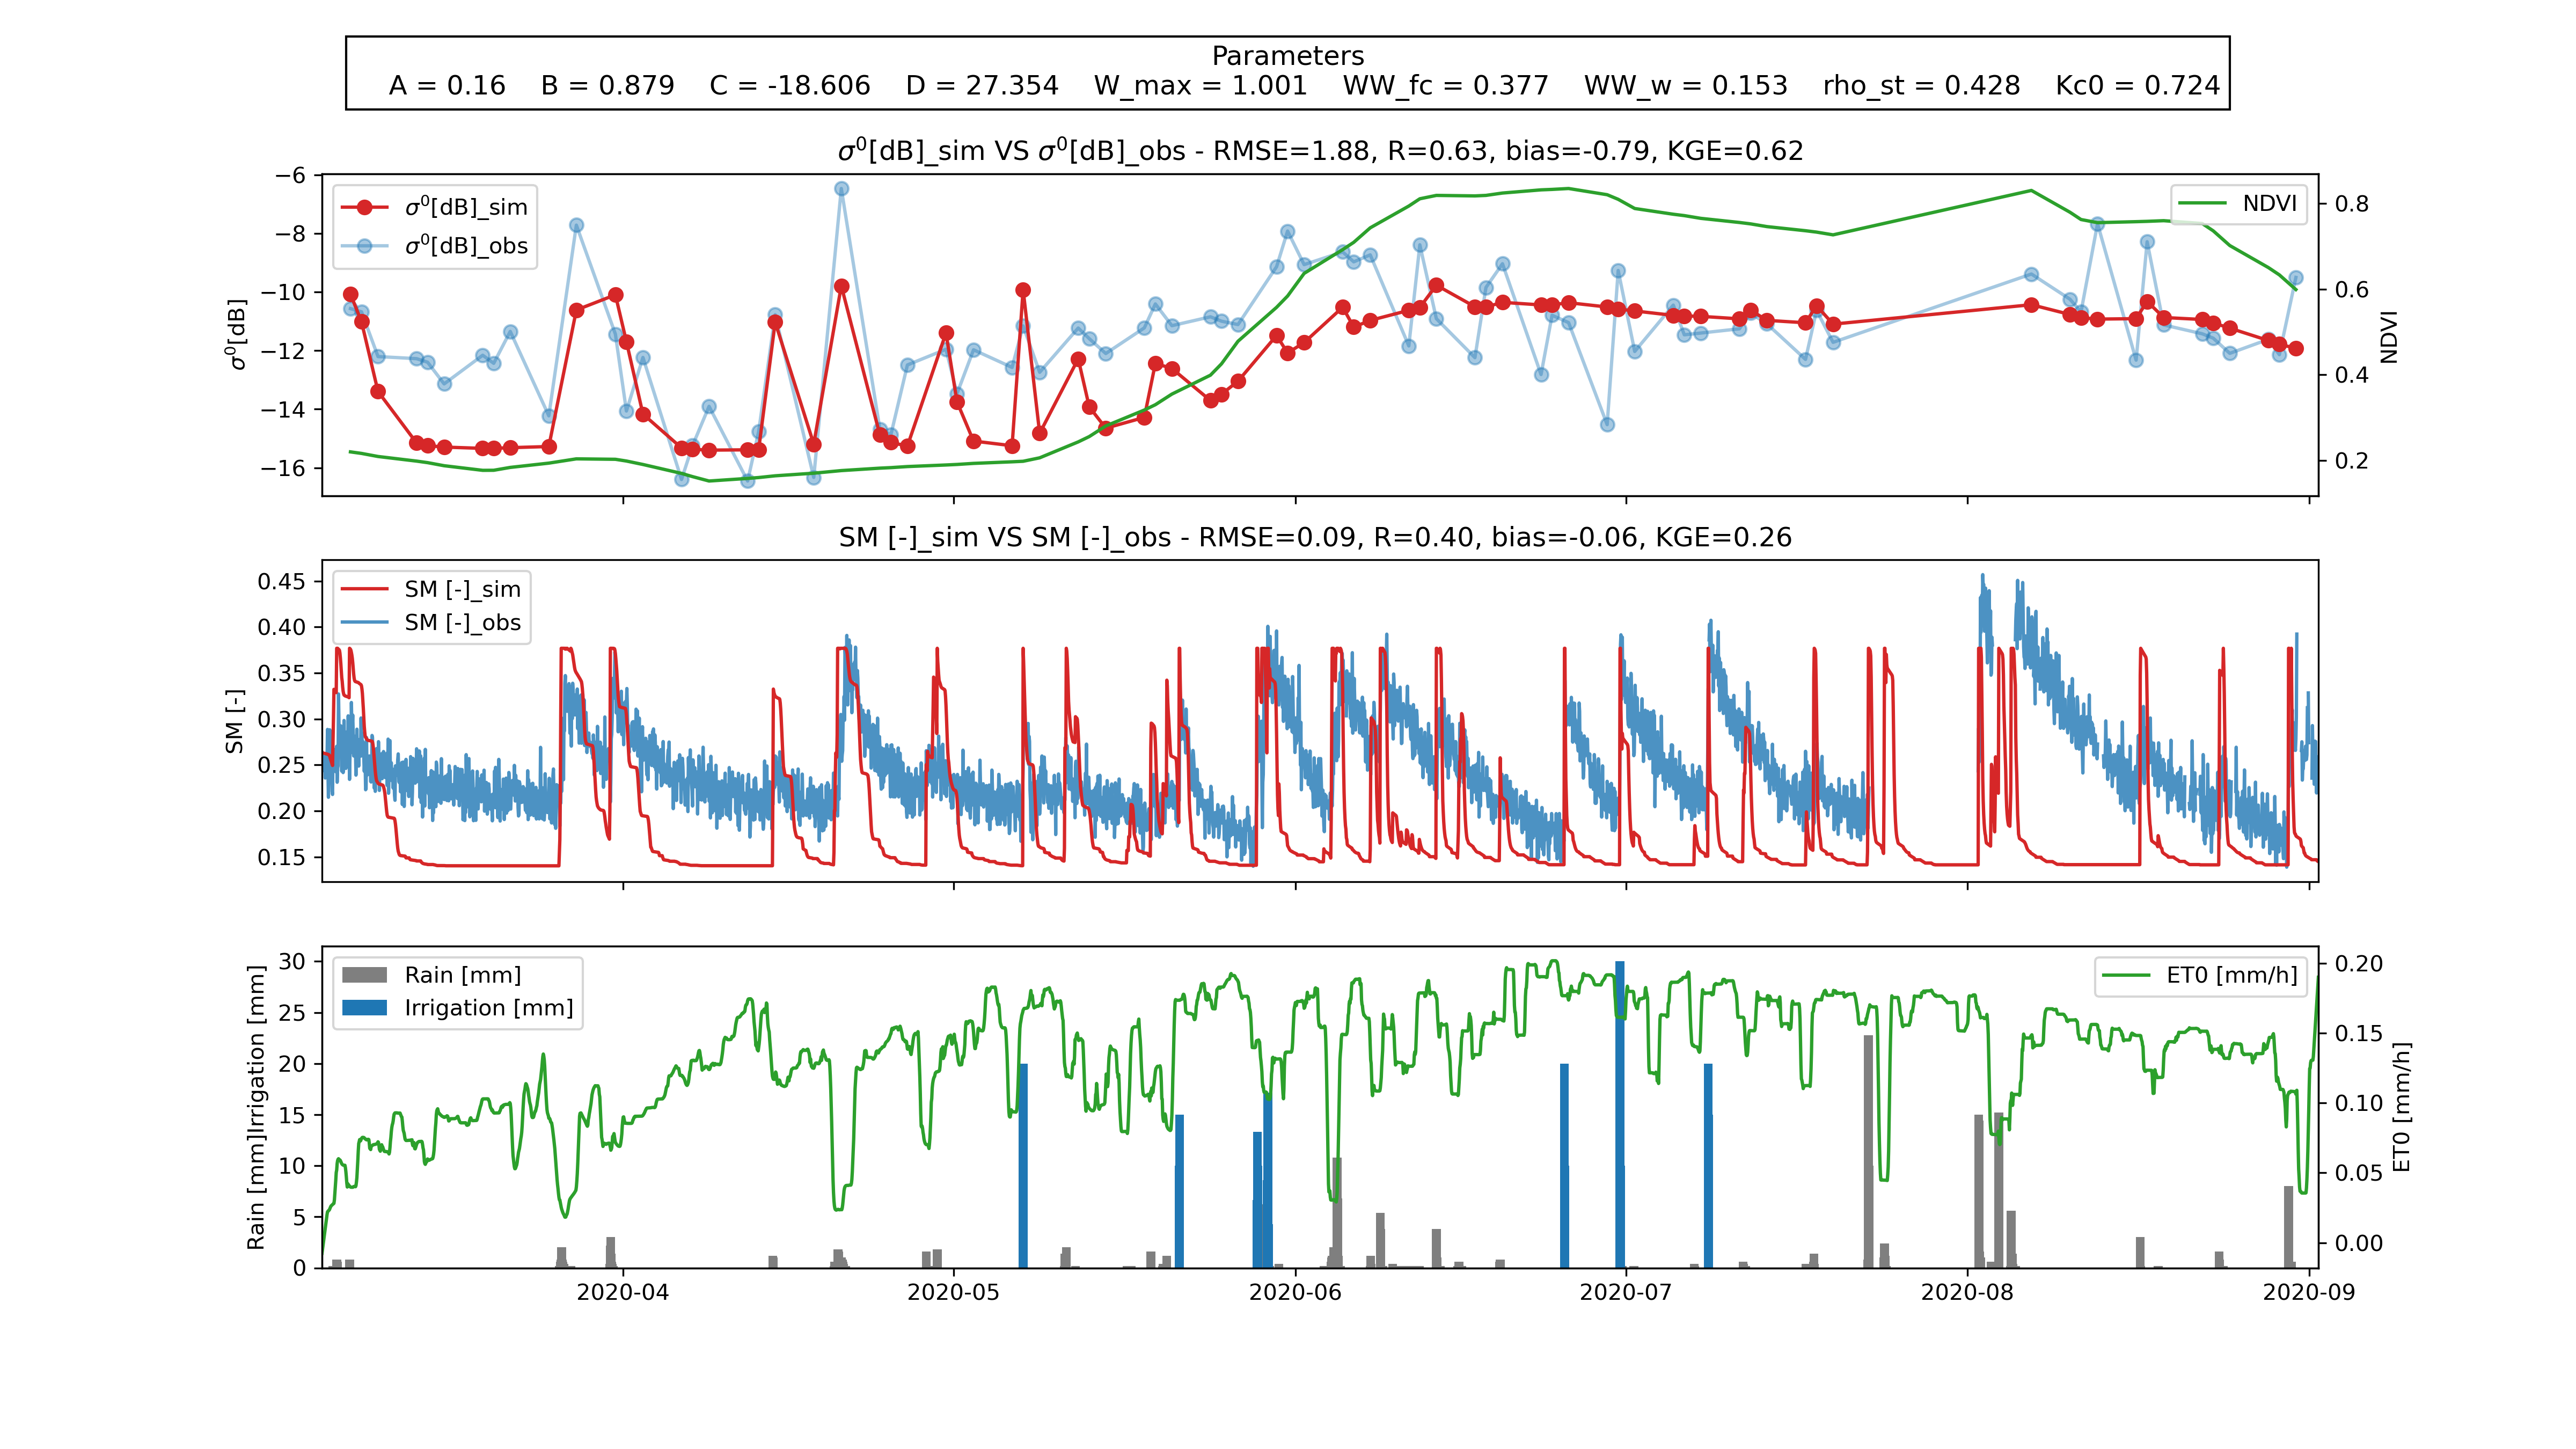 Parameters
A = 0.16 B = 0.879 C = -18.606 D = 27.354 W_max = 1.001 WW_fc = 0.377 WW_w = 0.153 rho_st = 0.428 Kc0 = 0.724
σ⁰[dB]_sim VS σ⁰[dB]_obs - RMSE=1.88, R=0.63, bias=-0.79, KGE=0.62
σ⁰[dB]_sim
σ⁰[dB]_obs
NDVI
−6
−8
−10
−12
−14
−16
σ⁰[dB]
0.8
0.6
0.4
0.2
NDVI
SM [-]_sim VS SM [-]_obs - RMSE=0.09, R=0.40, bias=-0.06, KGE=0.26
SM [-]_sim
SM [-]_obs
0.45
0.40
0.35
0.30
0.25
0.20
0.15
SM [-]
Rain [mm]
Irrigation [mm]
ET0 [mm/h]
30
25
20
15
10
5
0
Rain [mm]Irrigation [mm]
0.20
0.15
0.10
0.05
0.00
ET0 [mm/h]
2020-04 2020-05 2020-06 2020-07 2020-08 2020-09